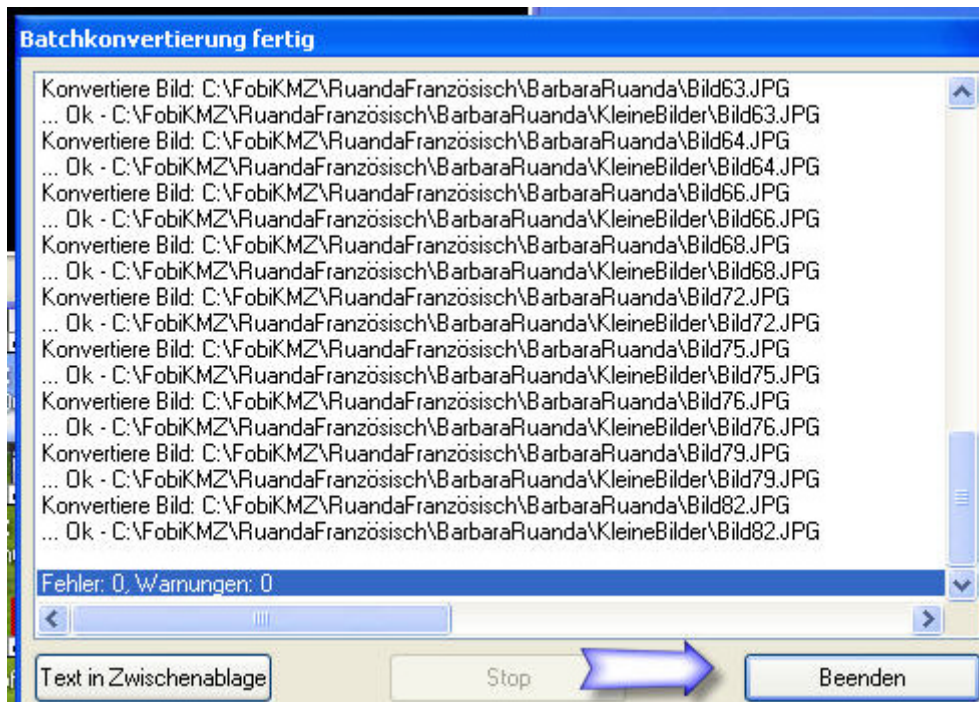 Batchkonvertierung fertig
Konvertiere Bild: C:\FobiKMZ\RuandaFranzösisch\BarbaraRuanda\Bild63.JPG
... Ok - C:\FobiKMZ\RuandaFranzösisch\BarbaraRuanda\KleineBilder\Bild63.JPG
Konvertiere Bild: C:\FobiKMZ\RuandaFranzösisch\BarbaraRuanda\Bild64.JPG
... Ok - C:\FobiKMZ\RuandaFranzösisch\BarbaraRuanda\KleineBilder\Bild64.JPG
Konvertiere Bild: C:\FobiKMZ\RuandaFranzösisch\BarbaraRuanda\Bild66.JPG
... Ok - C:\FobiKMZ\RuandaFranzösisch\BarbaraRuanda\KleineBilder\Bild66.JPG
Konvertiere Bild: C:\FobiKMZ\RuandaFranzösisch\BarbaraRuanda\Bild68.JPG
... Ok - C:\FobiKMZ\RuandaFranzösisch\BarbaraRuanda\KleineBilder\Bild68.JPG
Konvertiere Bild: C:\FobiKMZ\RuandaFranzösisch\BarbaraRuanda\Bild72.JPG
... Ok - C:\FobiKMZ\RuandaFranzösisch\BarbaraRuanda\KleineBilder\Bild72.JPG
Konvertiere Bild: C:\FobiKMZ\RuandaFranzösisch\BarbaraRuanda\Bild75.JPG
... Ok - C:\FobiKMZ\RuandaFranzösisch\BarbaraRuanda\KleineBilder\Bild75.JPG
Konvertiere Bild: C:\FobiKMZ\RuandaFranzösisch\BarbaraRuanda\Bild76.JPG
... Ok - C:\FobiKMZ\RuandaFranzösisch\BarbaraRuanda\KleineBilder\Bild76.JPG
Konvertiere Bild: C:\FobiKMZ\RuandaFranzösisch\BarbaraRuanda\Bild79.JPG
... Ok - C:\FobiKMZ\RuandaFranzösisch\BarbaraRuanda\KleineBilder\Bild79.JPG
Konvertiere Bild: C:\FobiKMZ\RuandaFranzösisch\BarbaraRuanda\Bild82.JPG
... Ok - C:\FobiKMZ\RuandaFranzösisch\BarbaraRuanda\KleineBilder\Bild82.JPG
Fehler: 0, Warnungen: 0
Text in Zwischenablage Stop Beenden